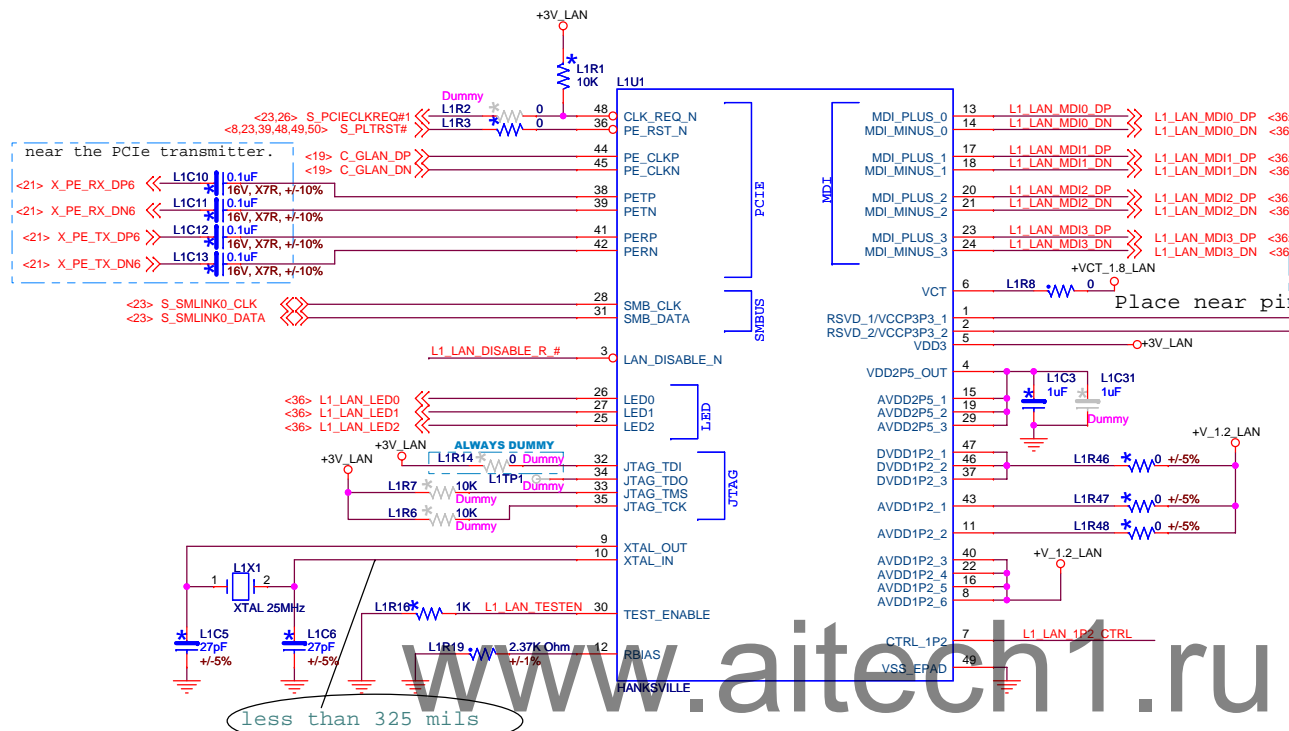 +3V_LAN
L1R1
10K
L1U1
Dummy
<23,26> S_PCIECLKREQ#1 L1R2 0 48 CLK_REQ_N
<8,23,39,48,49,50> S_PLTRST# L1R3 0 36 PE_RST_N
near the PCIe transmitter.
<19> C_GLAN_DP 44 PE_CLKP
<19> C_GLAN_DN 45 PE_CLKN
<21> X_PE_RX_DP6 L1C10 0.1uF 38 PETP
16V, X7R, +/-10%
<21> X_PE_RX_DN6 L1C11 0.1uF 39 PETN
16V, X7R, +/-10%
<21> X_PE_TX_DP6 L1C12 0.1uF 41 PERP
16V, X7R, +/-10%
<21> X_PE_TX_DN6 L1C13 0.1uF 42 PERN
16V, X7R, +/-10%
PCIE
<23> S_SMLINK0_CLK 28 SMB_CLK
<23> S_SMLINK0_DATA 31 SMB_DATA
SMBUS
L1_LAN_DISABLE_R_# 3 LAN_DISABLE_N
<36> L1_LAN_LED0 26 LED0
<36> L1_LAN_LED1 27 LED1
<36> L1_LAN_LED2 25 LED2
LED
ALWAYS DUMMY
+3V_LAN L1R14 0 Dummy 32 JTAG_TDI
+3V_LAN L1TP1 Dummy 34 JTAG_TDO
L1R7 10K Dummy 33 JTAG_TMS
L1R6 10K Dummy 35 JTAG_TCK
JTAG
9 XTAL_OUT
10 XTAL_IN
1 L1X1 2
XTAL 25MHz
L1C5
27pF
+/-5%
L1C6
27pF
+/-5%
L1R16 1K L1_LAN_TESTEN 30 TEST_ENABLE
L1R19 2.37K Ohm 12 RBIAS
+/-1%
HANKSVILLE
less than 325 mils
MDI
MDI_PLUS_0 13 L1_LAN_MDI0_DP L1_LAN_MDI0_DP <36
MDI_MINUS_0 14 L1_LAN_MDI0_DN L1_LAN_MDI0_DN <36
MDI_PLUS_1 17 L1_LAN_MDI1_DP L1_LAN_MDI1_DP <36
MDI_MINUS_1 18 L1_LAN_MDI1_DN L1_LAN_MDI1_DN <36
MDI_PLUS_2 20 L1_LAN_MDI2_DP L1_LAN_MDI2_DP <36
MDI_MINUS_2 21 L1_LAN_MDI2_DN L1_LAN_MDI2_DN <36
MDI_PLUS_3 23 L1_LAN_MDI3_DP L1_LAN_MDI3_DP <36
MDI_MINUS_3 24 L1_LAN_MDI3_DN L1_LAN_MDI3_DN <36
+VCT_1.8_LAN
VCT 6 L1R8 0
Place near
RSVD_1/VCCP3P3_1 1
RSVD_2/VCCP3P3_2 2
VDD3 5 +3V_LAN
VDD2P5_OUT 4
L1C3
1uF
L1C31
1uF
Dummy
AVDD2P5_1 15
AVDD2P5_2 19
AVDD2P5_3 29
+V_1.2_LAN
DVDD1P2_1 47
DVDD1P2_2 46 L1R46 0 +/-5%
DVDD1P2_3 37
AVDD1P2_1 43 L1R47 0 +/-5%
AVDD1P2_2 11 L1R48 0 +/-5%
+V_1.2_LAN
AVDD1P2_3 40
AVDD1P2_4 22
AVDD1P2_5 16
AVDD1P2_6 8
CTRL_1P2 7 L1_LAN_1P2_CTRL
VSS_EPAD 49
www.aitech1.ru